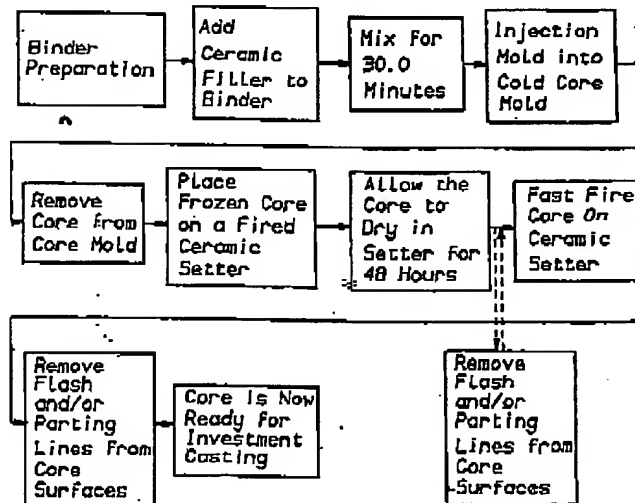 Binder
Preparation
Add
Ceramic
Filler to
Binder
Mix For
30.0
Minutes
Injection
Mold into
Cold Core
Mold
Remove
Core from
Core Mold
Place
Frozen Core
on a Fired
Ceramic
Setter
Allow the
Core to
Dry in
Setter for
48 Hours
Fast Fire
Core On
Ceramic
Setter
Remove
Flash
and/or
Parting
Lines from
Core
Surfaces
Core Is Now
Ready for
Investment
Casting
Remove
Flash
and/or
Parting
Lines from
Core
Surfaces